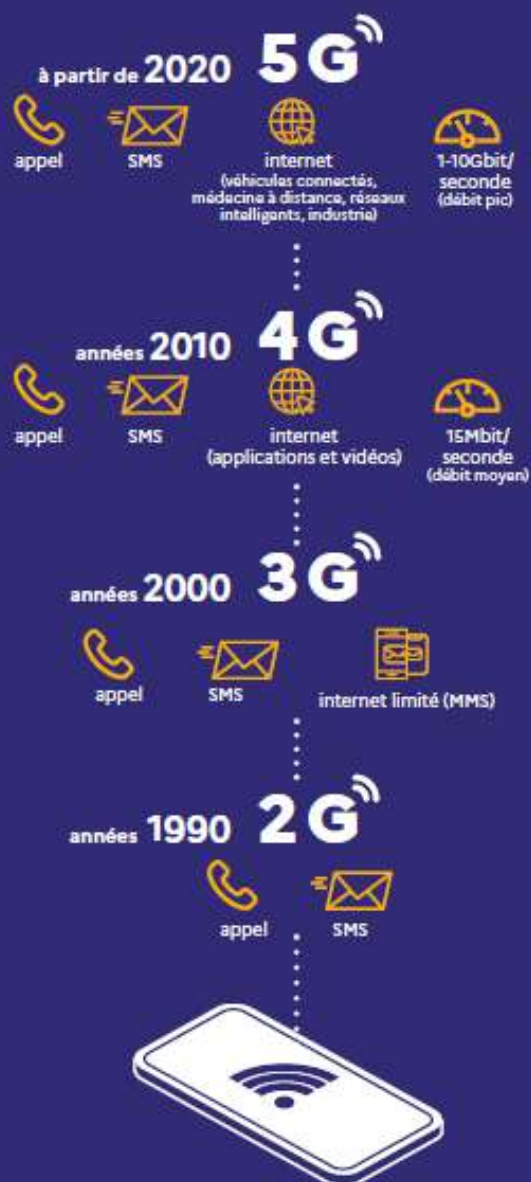 à partir de 2020 5G
appel
SMS
internet
(véhicules connectés,
médecine à distance, réseaux
intelligents, industrie)
1-10Gbit/
seconde
(débit pic)
années 2010 4G
appel
SMS
internet
(applications et vidéos)
15Mbit/
seconde
(débit moyen)
années 2000 3G
appel
SMS
internet limité (MMS)
années 1990 2G
appel
SMS